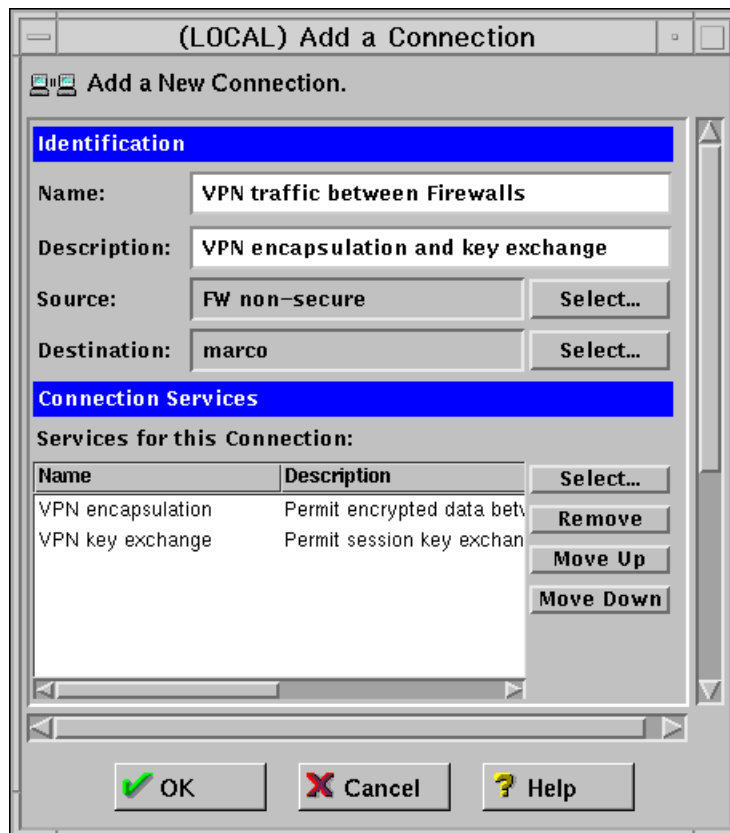 (LOCAL) Add a Connection
Add a New Connection.
Identification
Name: VPN traffic between Firewalls
Description: VPN encapsulation and key exchange
Source: FW non-secure Select...
Destination: marco Select...
Connection Services
Services for this Connection:
Name Description Select...
VPN encapsulation Permit encrypted data betw
Remove
VPN key exchange Permit session key exchan
Move Up
Move Down
OK Cancel Help